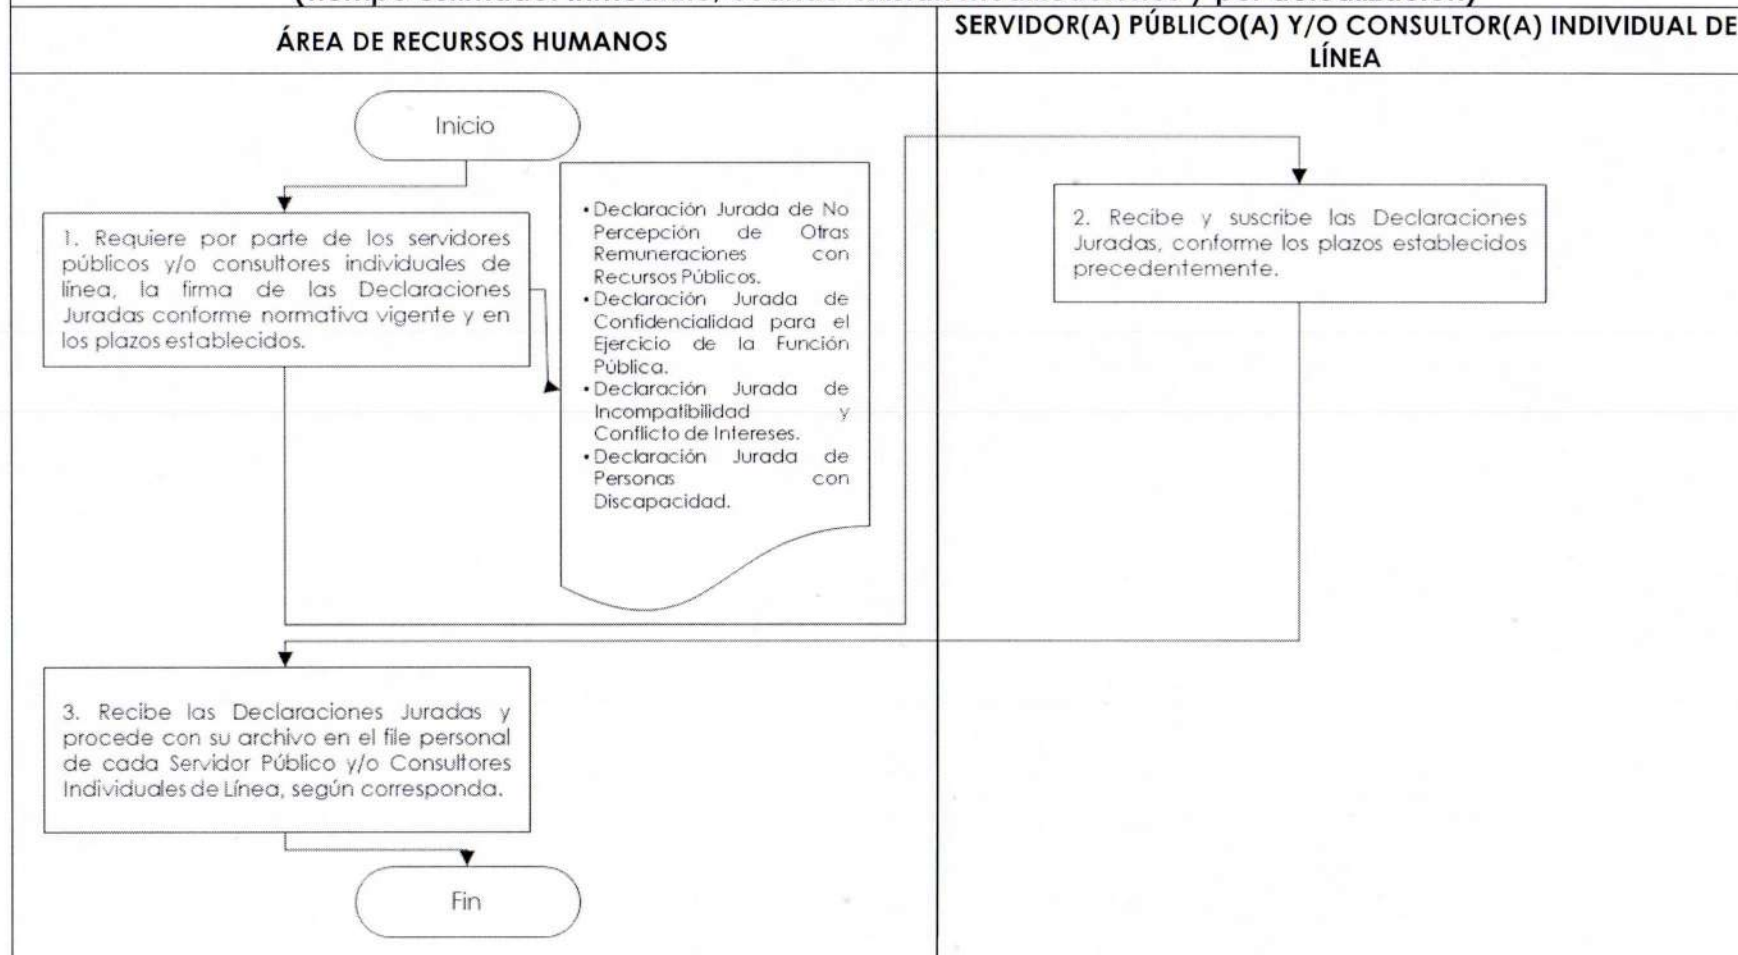 ÁREA DE RECURSOS HUMANOS
SERVIDOR(A) PÚBLICO(A) Y/O CONSULTOR(A) INDIVIDUAL DE
LÍNEA
Inicio
1. Requiere por parte de los servidores
públicos y/o consultores individuales de
línea, la firma de las Declaraciones
Juradas conforme normativa vigente y en
los plazos establecidos.
• Declaración Jurada de No
Percepción de Otras
Remuneraciones con
Recursos Públicos.
• Declaración Jurada de
Confidencialidad para el
Ejercicio de la Función
Pública.
• Declaración Jurada de
Incompatibilidad y
Conflicto de Intereses.
• Declaración Jurada de
Personas con
Discapacidad.
2. Recibe y suscribe las Declaraciones
Juradas, conforme los plazos establecidos
precedentemente.
3. Recibe las Declaraciones Juradas y
procede con su archivo en el file personal
de cada Servidor Público y/o Consultores
Individuales de Línea, según corresponda.
Fin